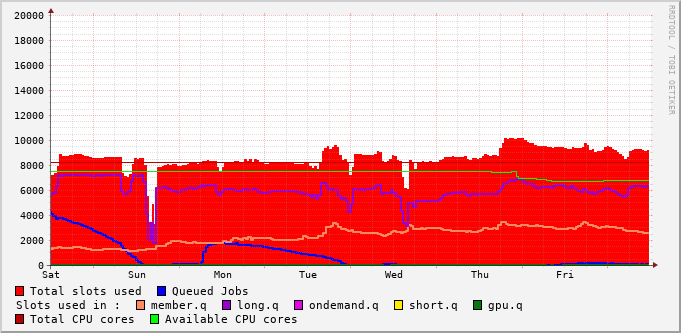 20000
18000
16000
14000
12000
10000
8000
6000
4000
2000
0
Sat Sun Mon Tue Wed Thu Fri
RRDTOOL / TOBI OETIKER
Total slots used Queued Jobs
Slots used in : member.q long.q ondemand.q short.q gpu.q
Total CPU cores Available CPU cores